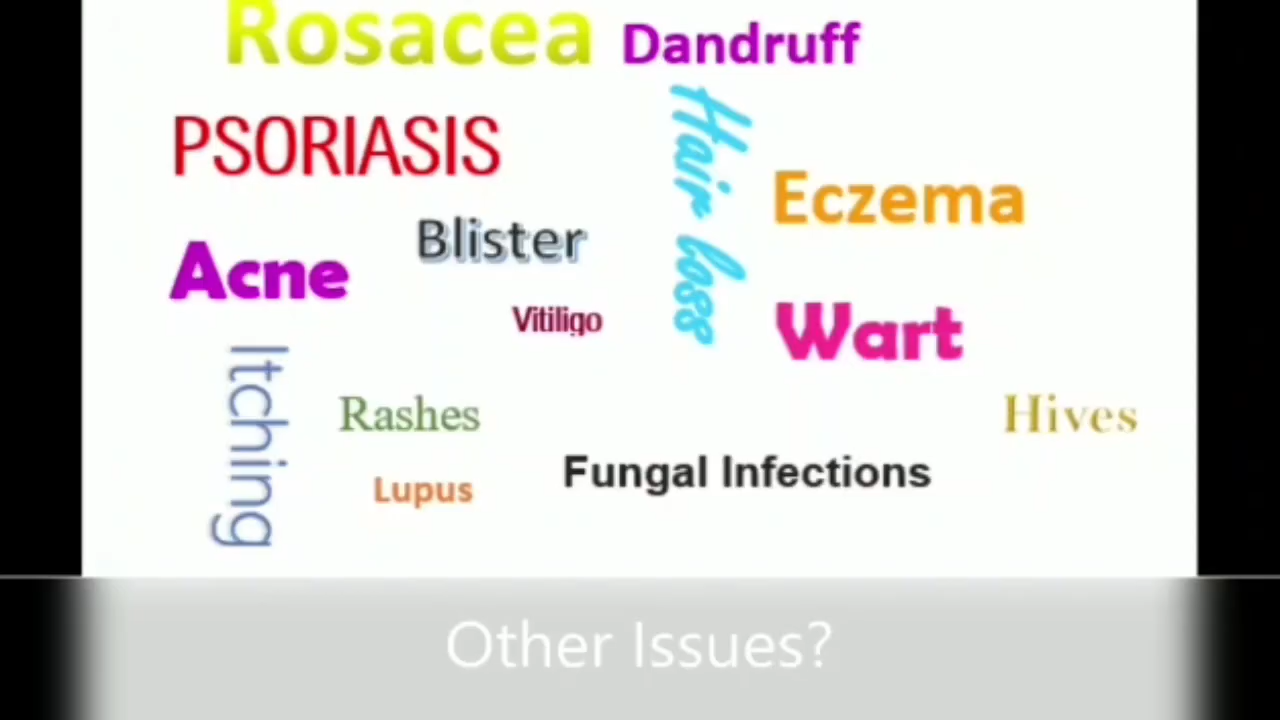 Rosacea
Dandruff
PSORIASIS
Hair loss
Eczema
Blister
Acne
Vitiligo
Wart
Itching
Rashes
Hives
Fungal Infections
Lupus
Other Issues?